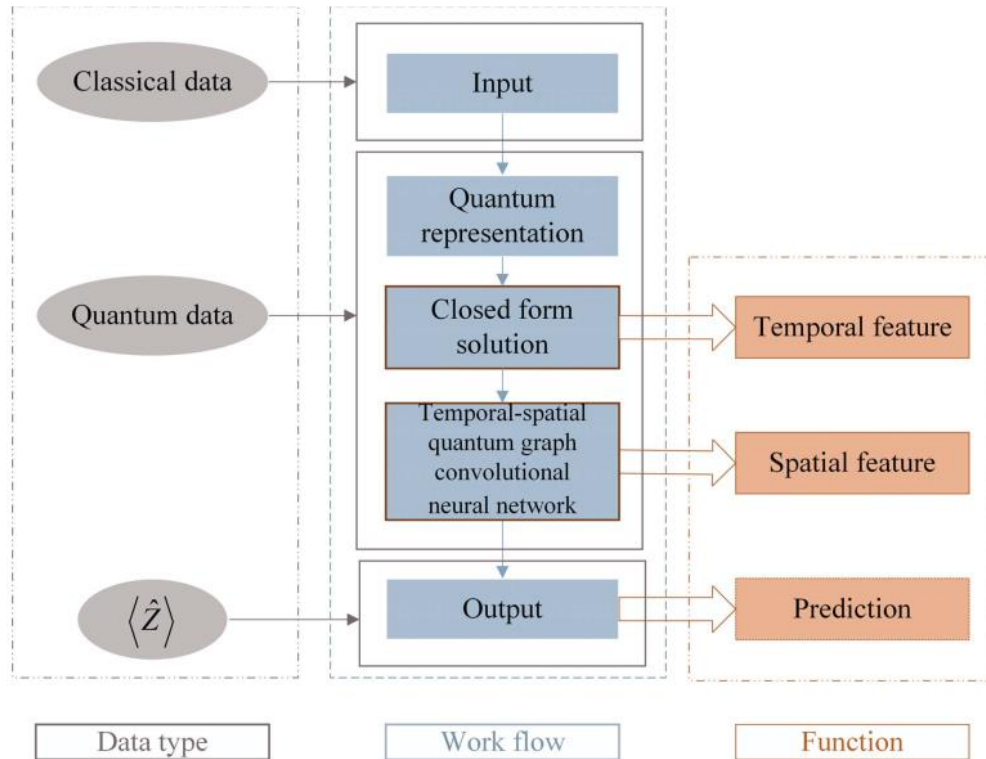 Classical data
Input
Quantum
representation
Quantum data
Closed form
solution
Temporal feature
Temporal-spatial
quantum graph
convolutional
neural network
Spatial feature
⟨Ẑ⟩
Output
Prediction
Data type
Work flow
Function